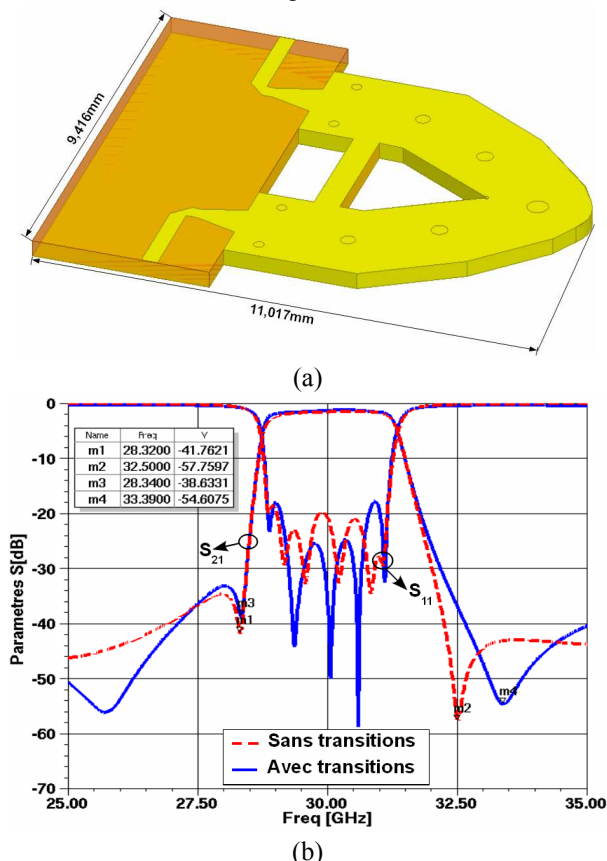 9,416mm
11,017mm
(a)
Parametres S[dB]
0
-10
-20
-30
-40
-50
-60
-70
Name Freq Y
m1 28.3200 -41.7621
m2 32.5000 -57.7597
m3 28.3400 -38.6331
m4 33.3900 -54.6075
S21
S11
m3
m1
m4
m2
Sans transitions
Avec transitions
25.00 27.50 30.00 32.50 35.00
Freq [GHz]
(b)